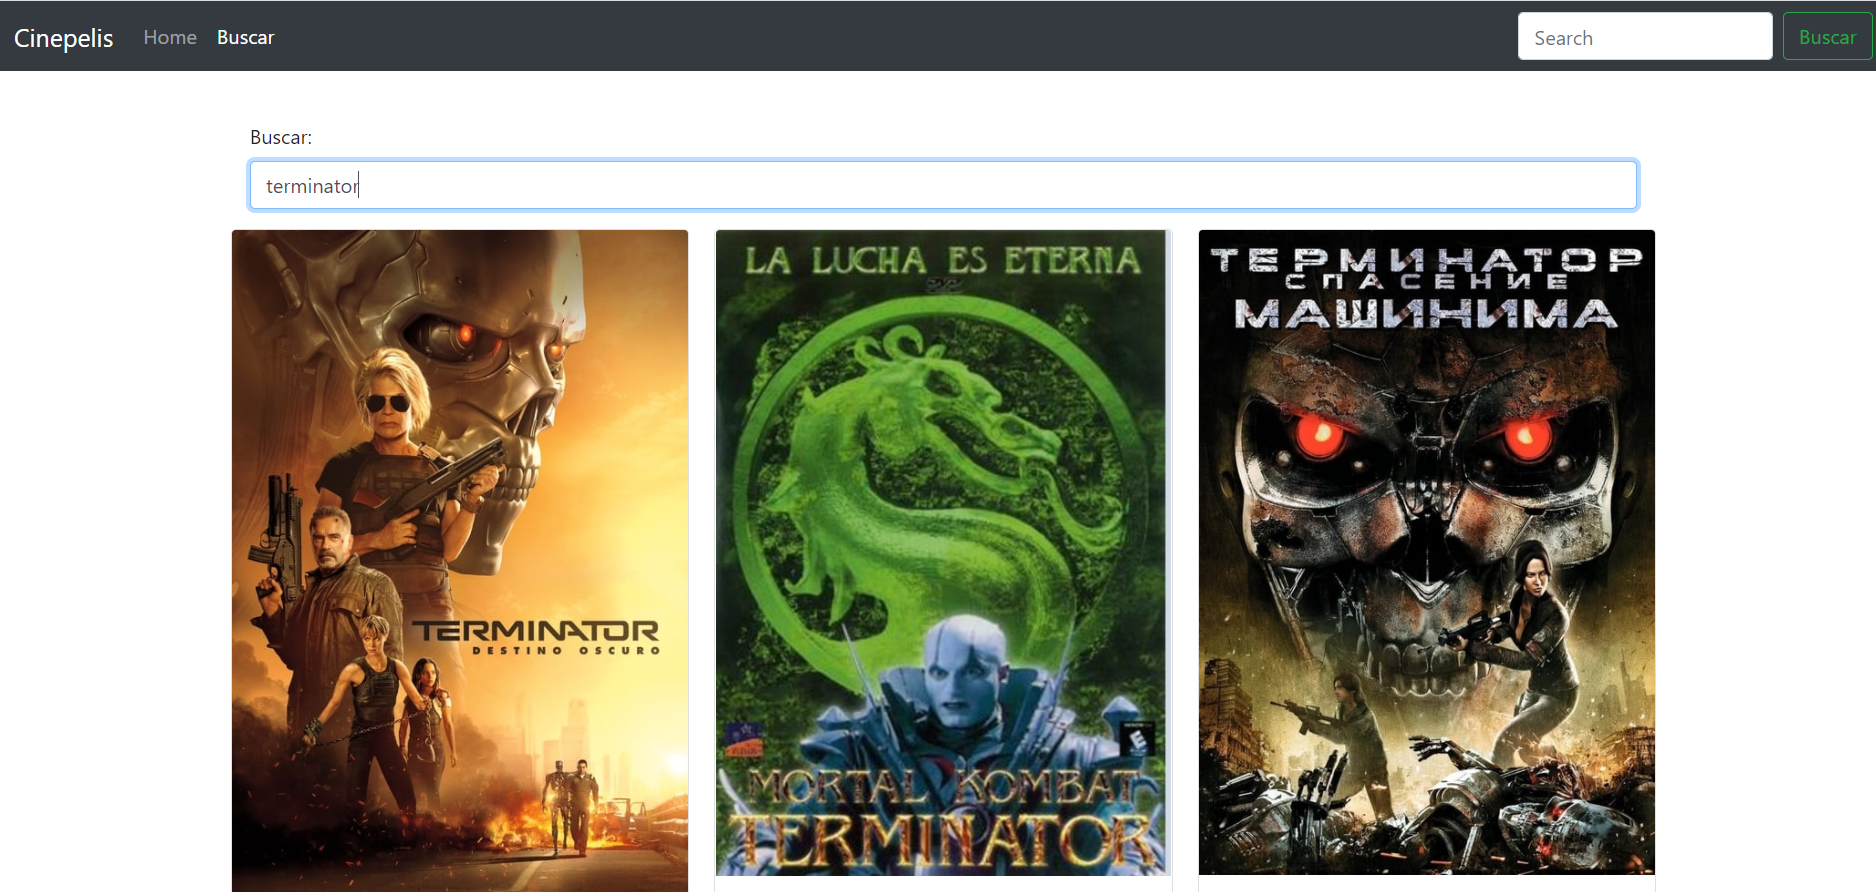 Cinepelis Home Buscar Search Buscar
Buscar:
terminator
TERMINATOR
DESTINO OSCURO
LA LUCHA ES ETERNA
DVD
MORTAL KOMBAT
TERMINATOR
ТЕРМИНАТОР
СПАСЕНИЕ
МАШИНИМА